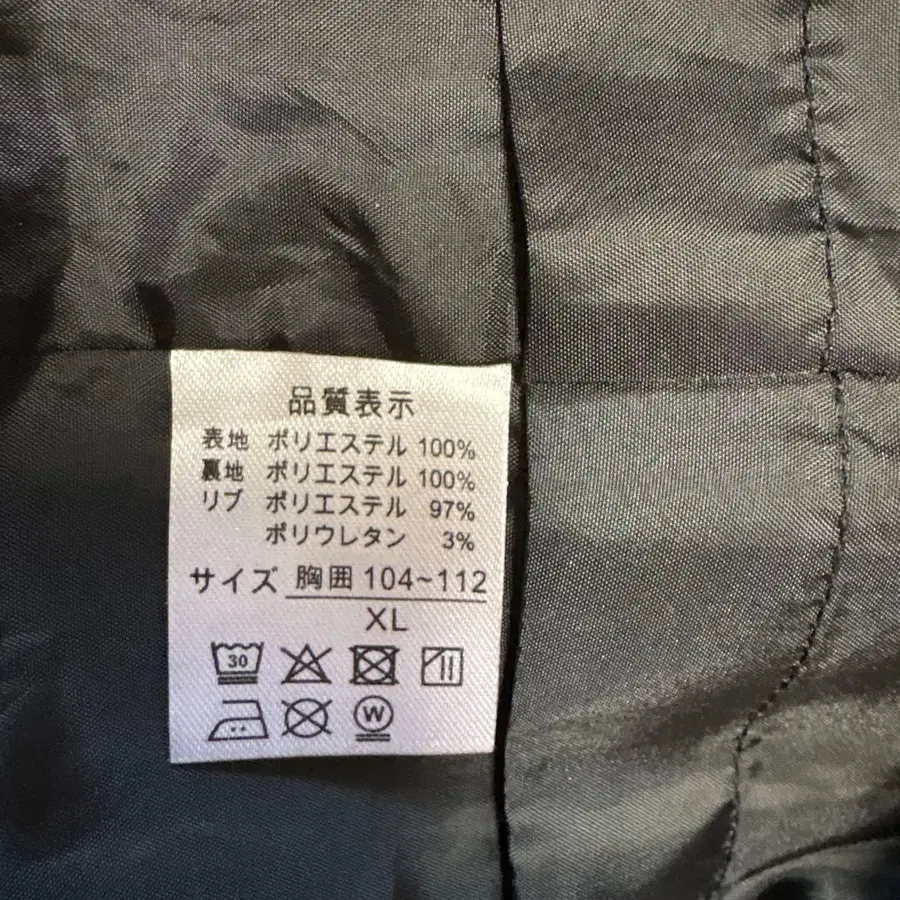 品質表示
表地 ポリエステル 100%
裏地 ポリエステル 100%
リブ ポリエステル 97%
ポリウレタン 3%
サイズ 胸囲 104~112
XL
30
W